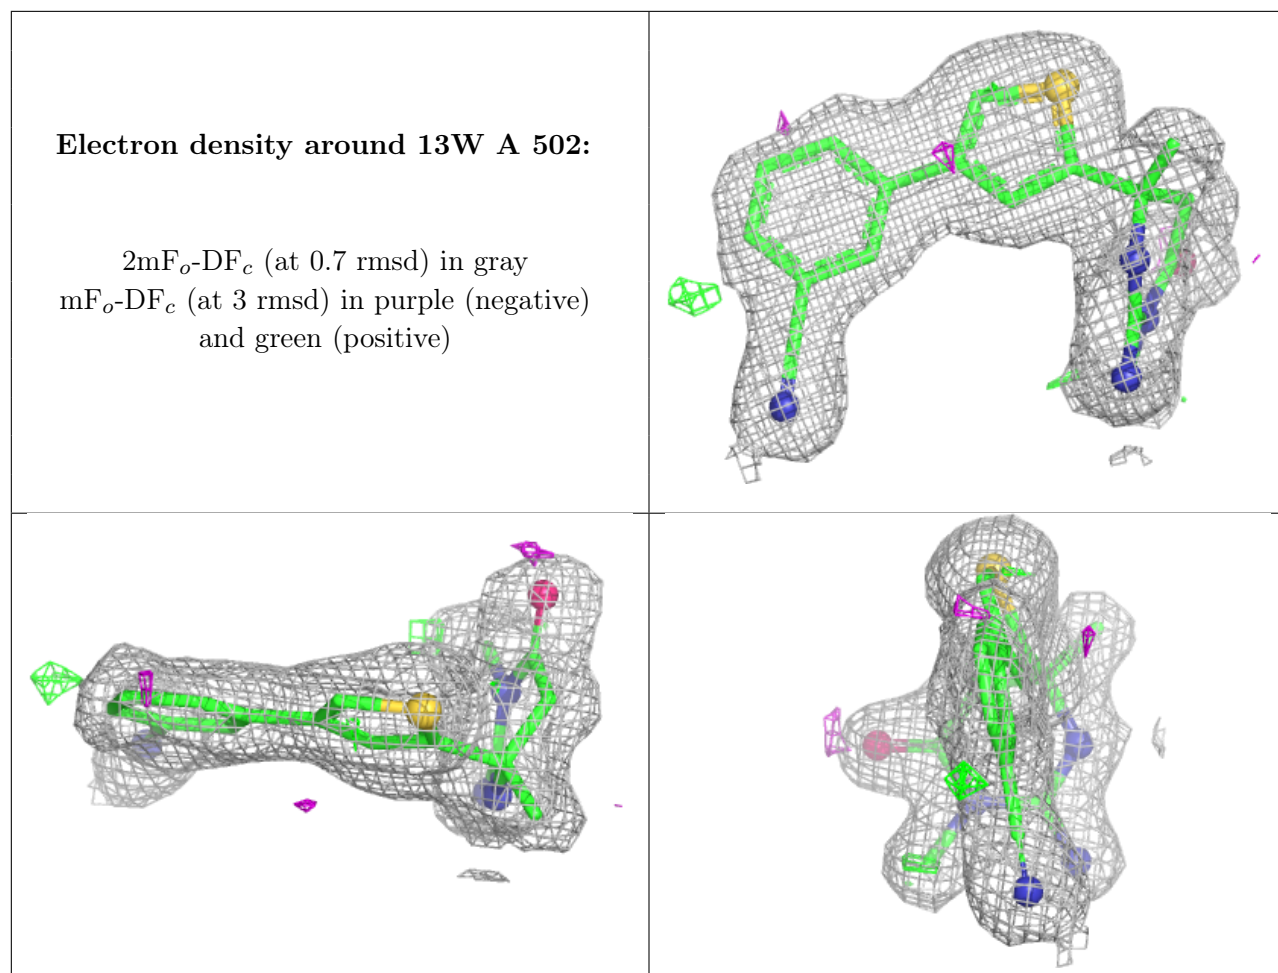 Electron density around 13W A 502:
2mFo-DFc (at 0.7 rmsd) in gray
mFo-DFc (at 3 rmsd) in purple (negative)
and green (positive)